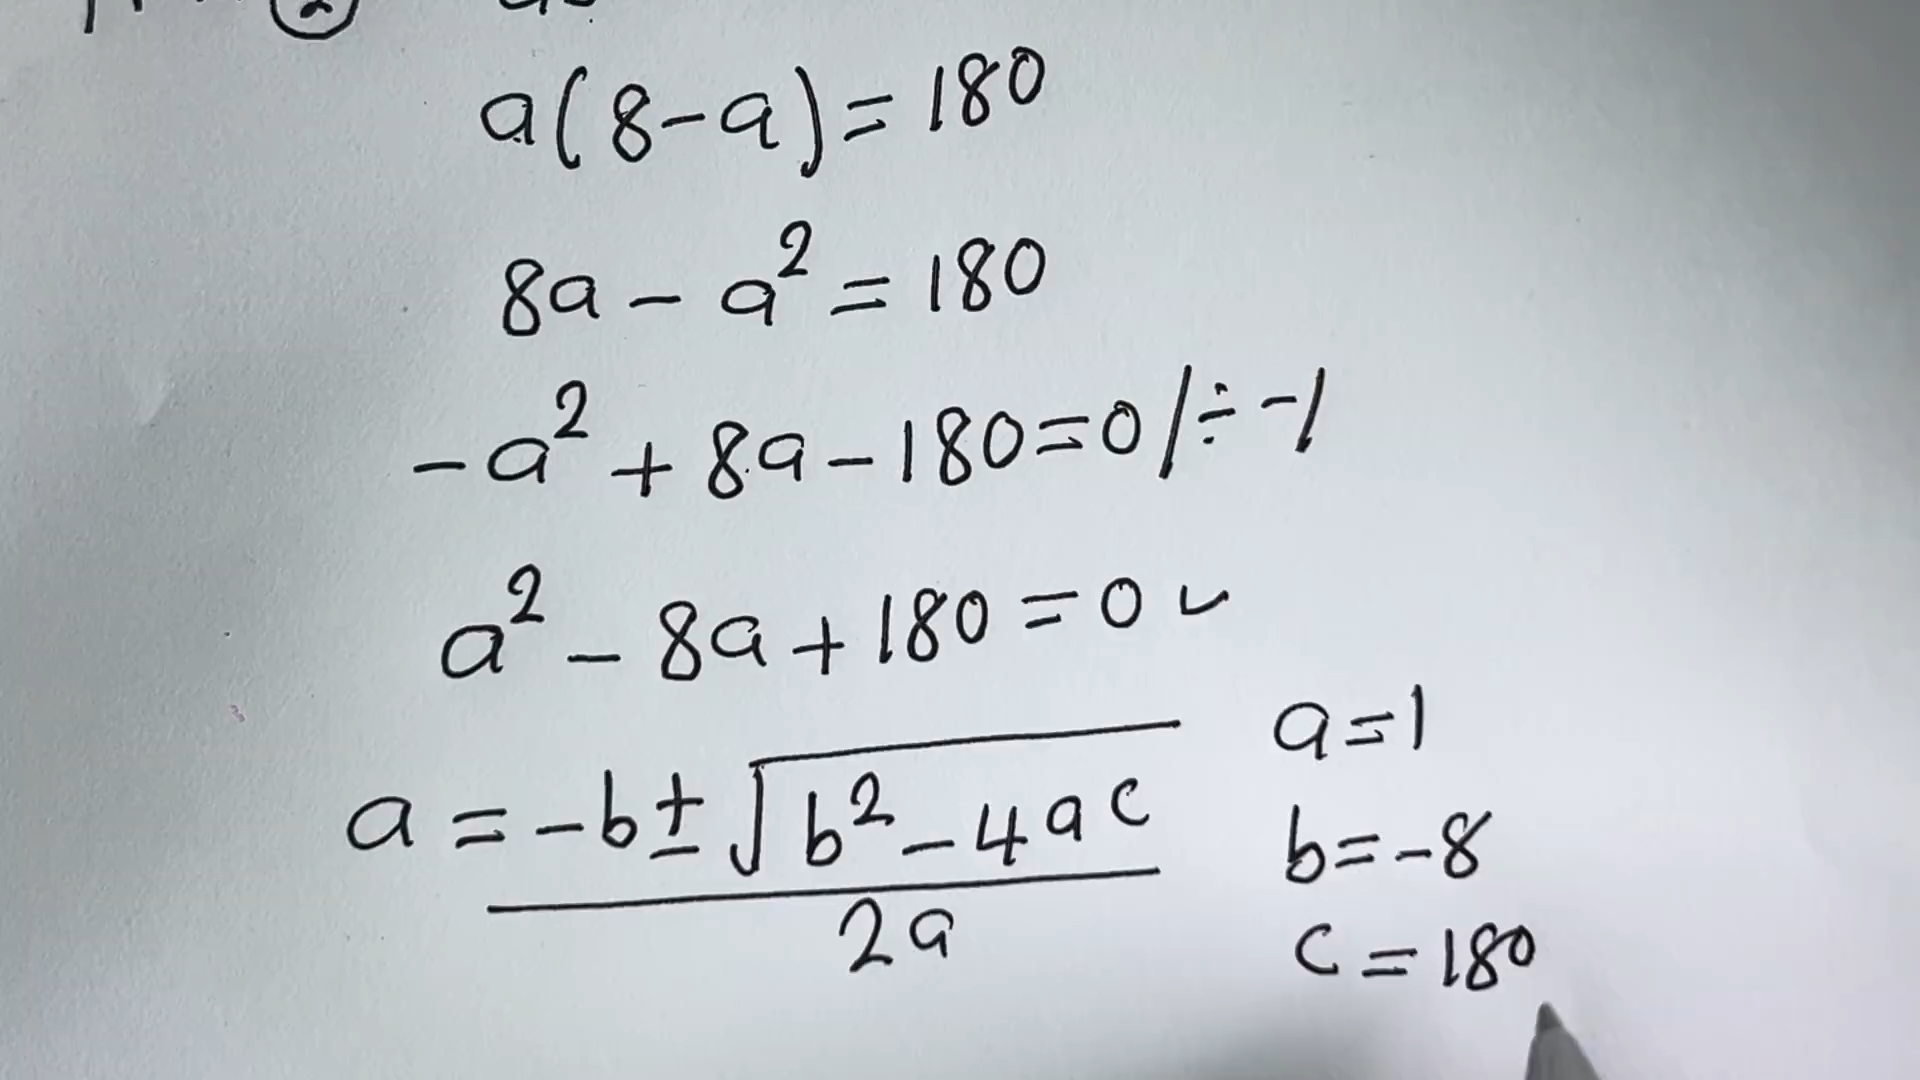 a(8-a)=180
8a - a² = 180
-a² + 8a - 180 = 0 / ÷ -1
a² - 8a + 180 = 0 ✓
a = -b ± √(b² - 4ac) / 2a
a = 1
b = -8
c = 180